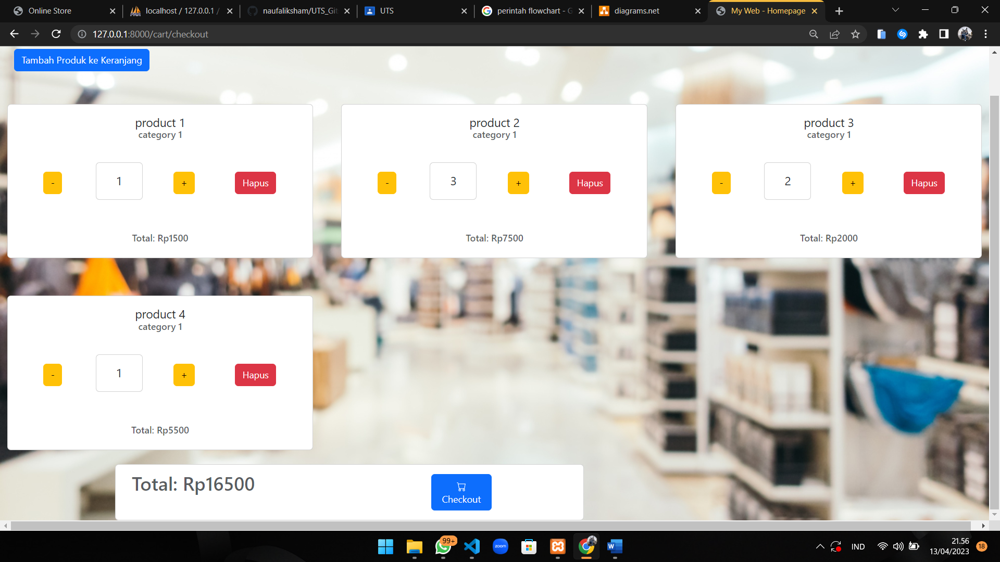 Online Store
localhost / 127.0.0.1 /
naufaliksham/UTS_Git
UTS
perintah flowchart - G
diagrams.net
My Web - Homepage
127.0.0.1:8000/cart/checkout
Tambah Produk ke Keranjang
product 1
category 1
- 1 + Hapus
Total: Rp1500
product 2
category 1
- 3 + Hapus
Total: Rp7500
product 3
category 1
- 2 + Hapus
Total: Rp2000
product 4
category 1
- 1 + Hapus
Total: Rp5500
Total: Rp16500
Checkout
99+
zoom
W
IND
21.56
13/04/2023
18